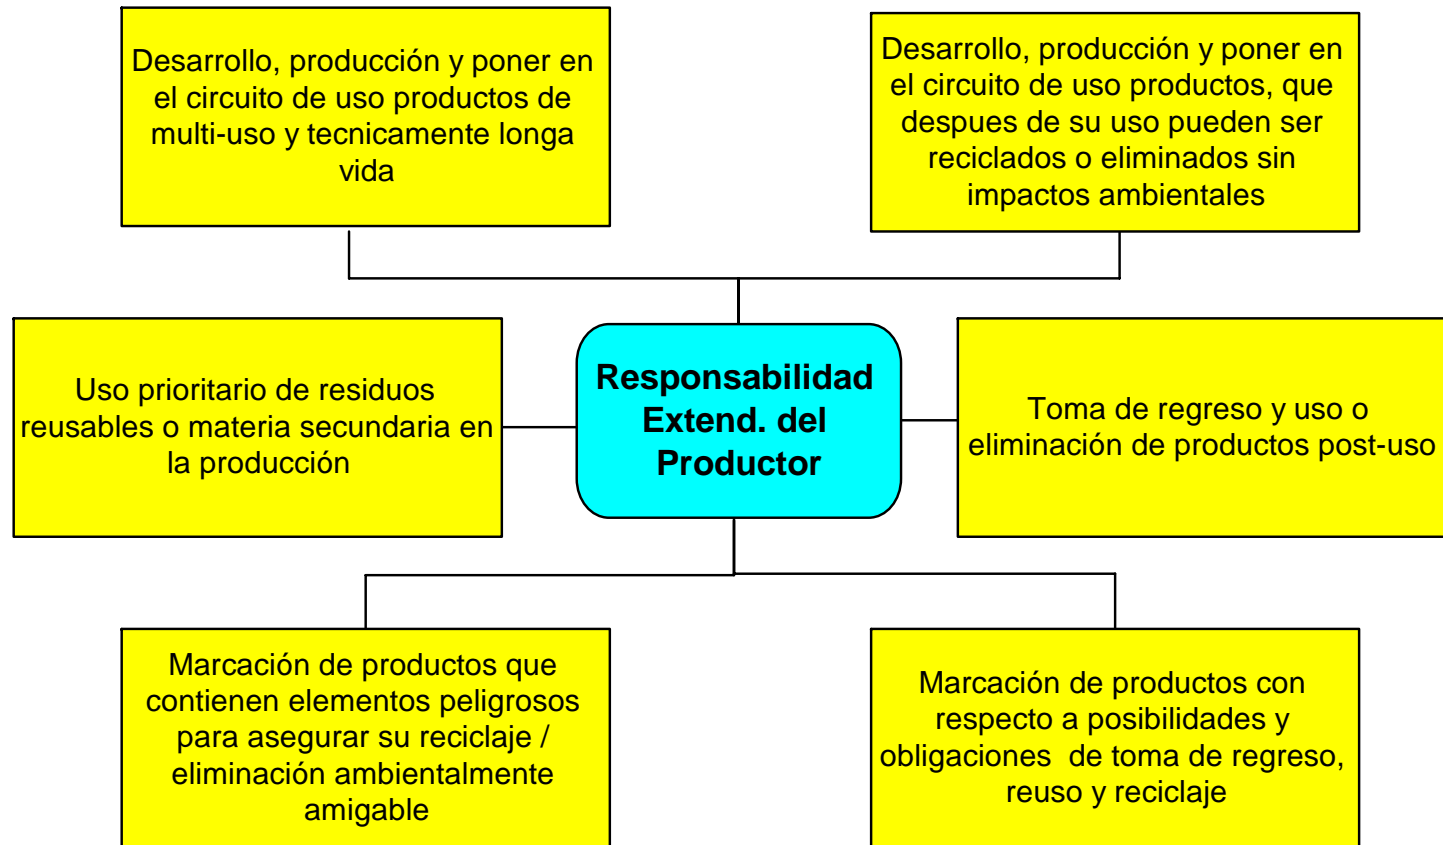 Desarrollo, producción y poner en
el circuito de uso productos de
multi-uso y tecnicamente longa
vida
Desarrollo, producción y poner en
el circuito de uso productos, que
despues de su uso pueden ser
reciclados o eliminados sin
impactos ambientales
Uso prioritario de residuos
reusables o materia secundaria en
la producción
Responsabilidad
Extend. del
Productor
Toma de regreso y uso o
eliminación de productos post-uso
Marcación de productos que
contienen elementos peligrosos
para asegurar su reciclaje /
eliminación ambientalmente
amigable
Marcación de productos con
respecto a posibilidades y
obligaciones  de toma de regreso,
reuso y reciclaje